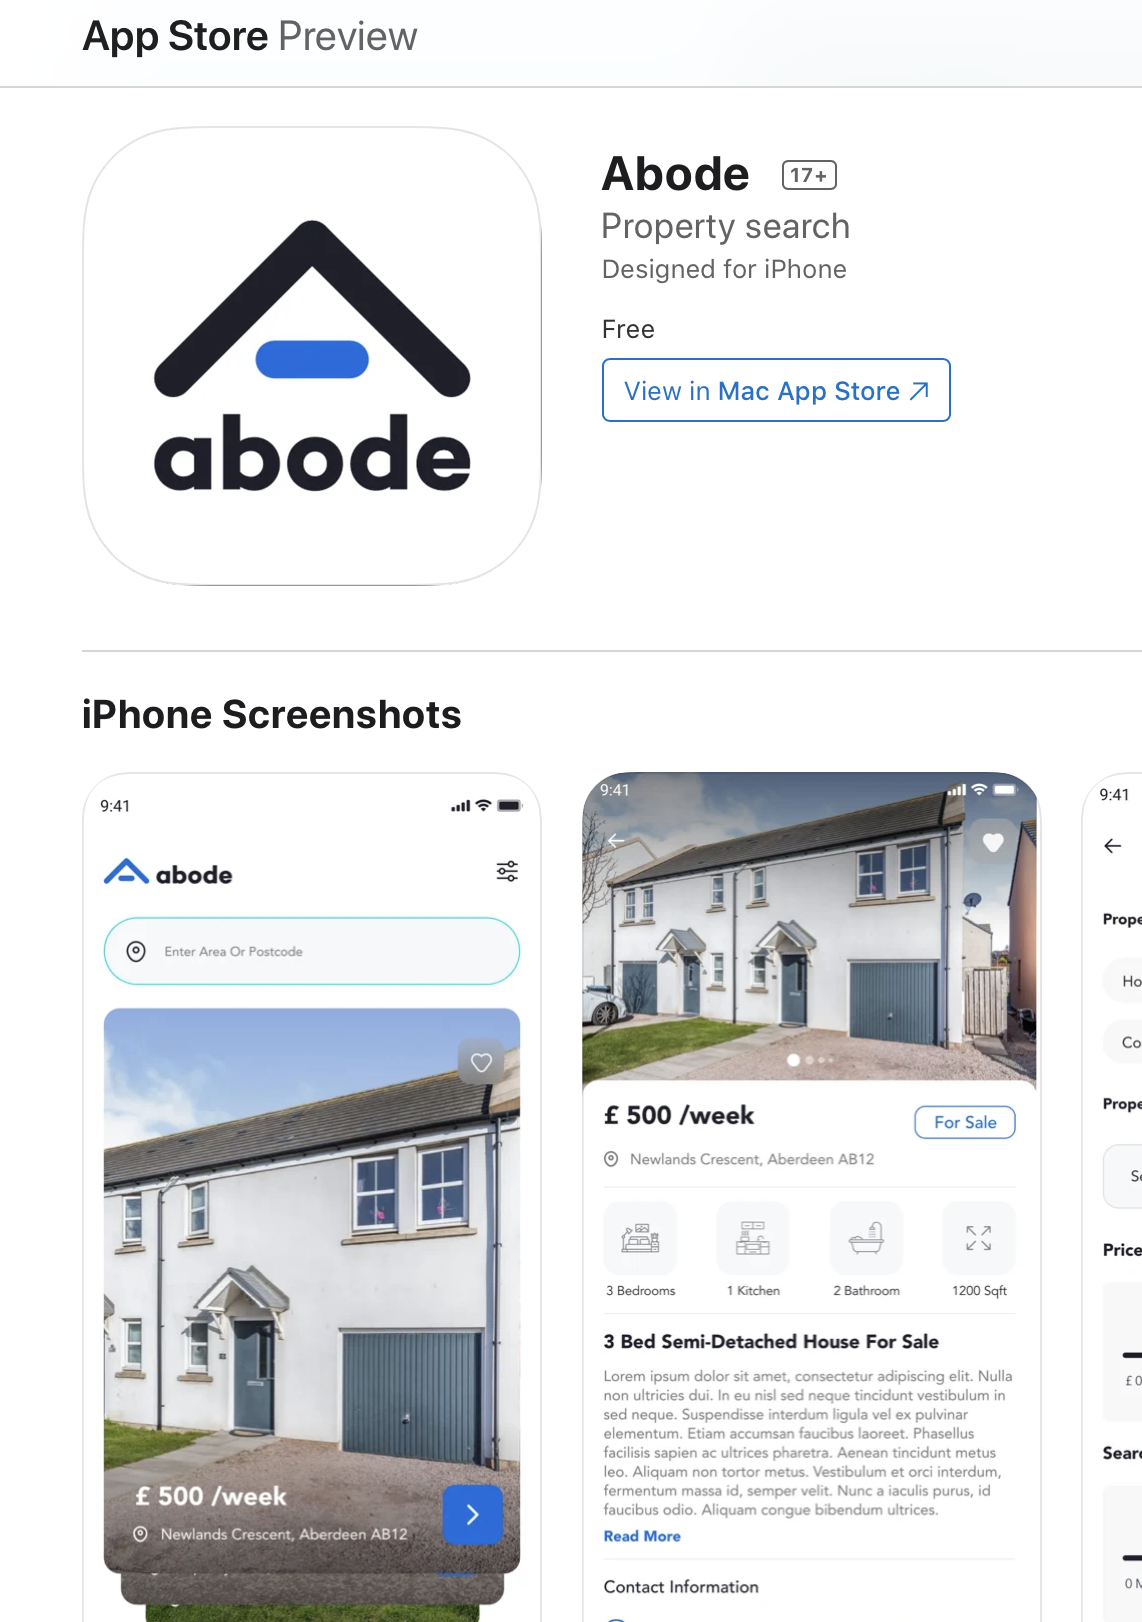 App Store Preview
abode
Abode 17+
Property search
Designed for iPhone
Free
View in Mac App Store
iPhone Screenshots
9:41
abode
Enter Area Or Postcode
£ 500 /week
Newlands Crescent, Aberdeen AB12
9:41
£ 500 /week
For Sale
Newlands Crescent, Aberdeen AB12
3 Bedrooms
1 Kitchen
2 Bathroom
1200 Sqft
3 Bed Semi-Detached House For Sale
Lorem ipsum dolor sit amet, consectetur adipiscing elit. Nulla
non ultricies dui. In eu nisl sed neque tincidunt vestibulum in
sed neque. Suspendisse interdum ligula vel ex pulvinar
elementum. Etiam accumsan faucibus laoreet. Phasellus
facilisis sapien ac ultrices pharetra. Aenean tincidunt metus
leo. Aliquam non tortor metus. Vestibulum et orci interdum,
fermentum massa id, semper velit. Nunc a iaculis purus, id
faucibus odio. Aliquam congue bibendum ultrices.
Read More
Contact Information
9:41
Prope
Ho
Co
Prope
Se
Price
£ 0
Searc
0 M